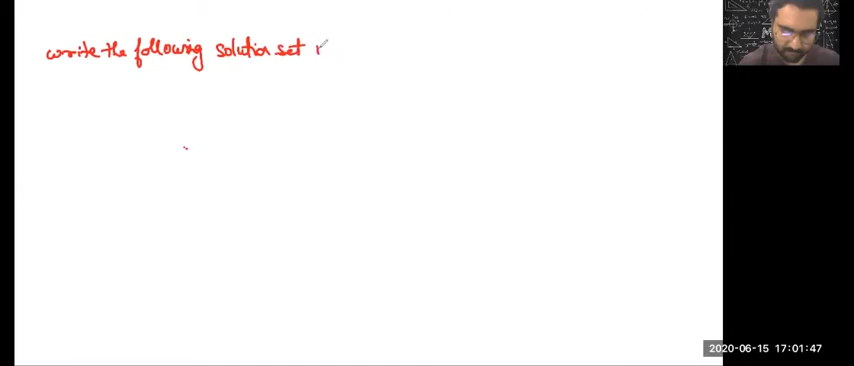 write the following solution set
2020-06-15 17:01:47